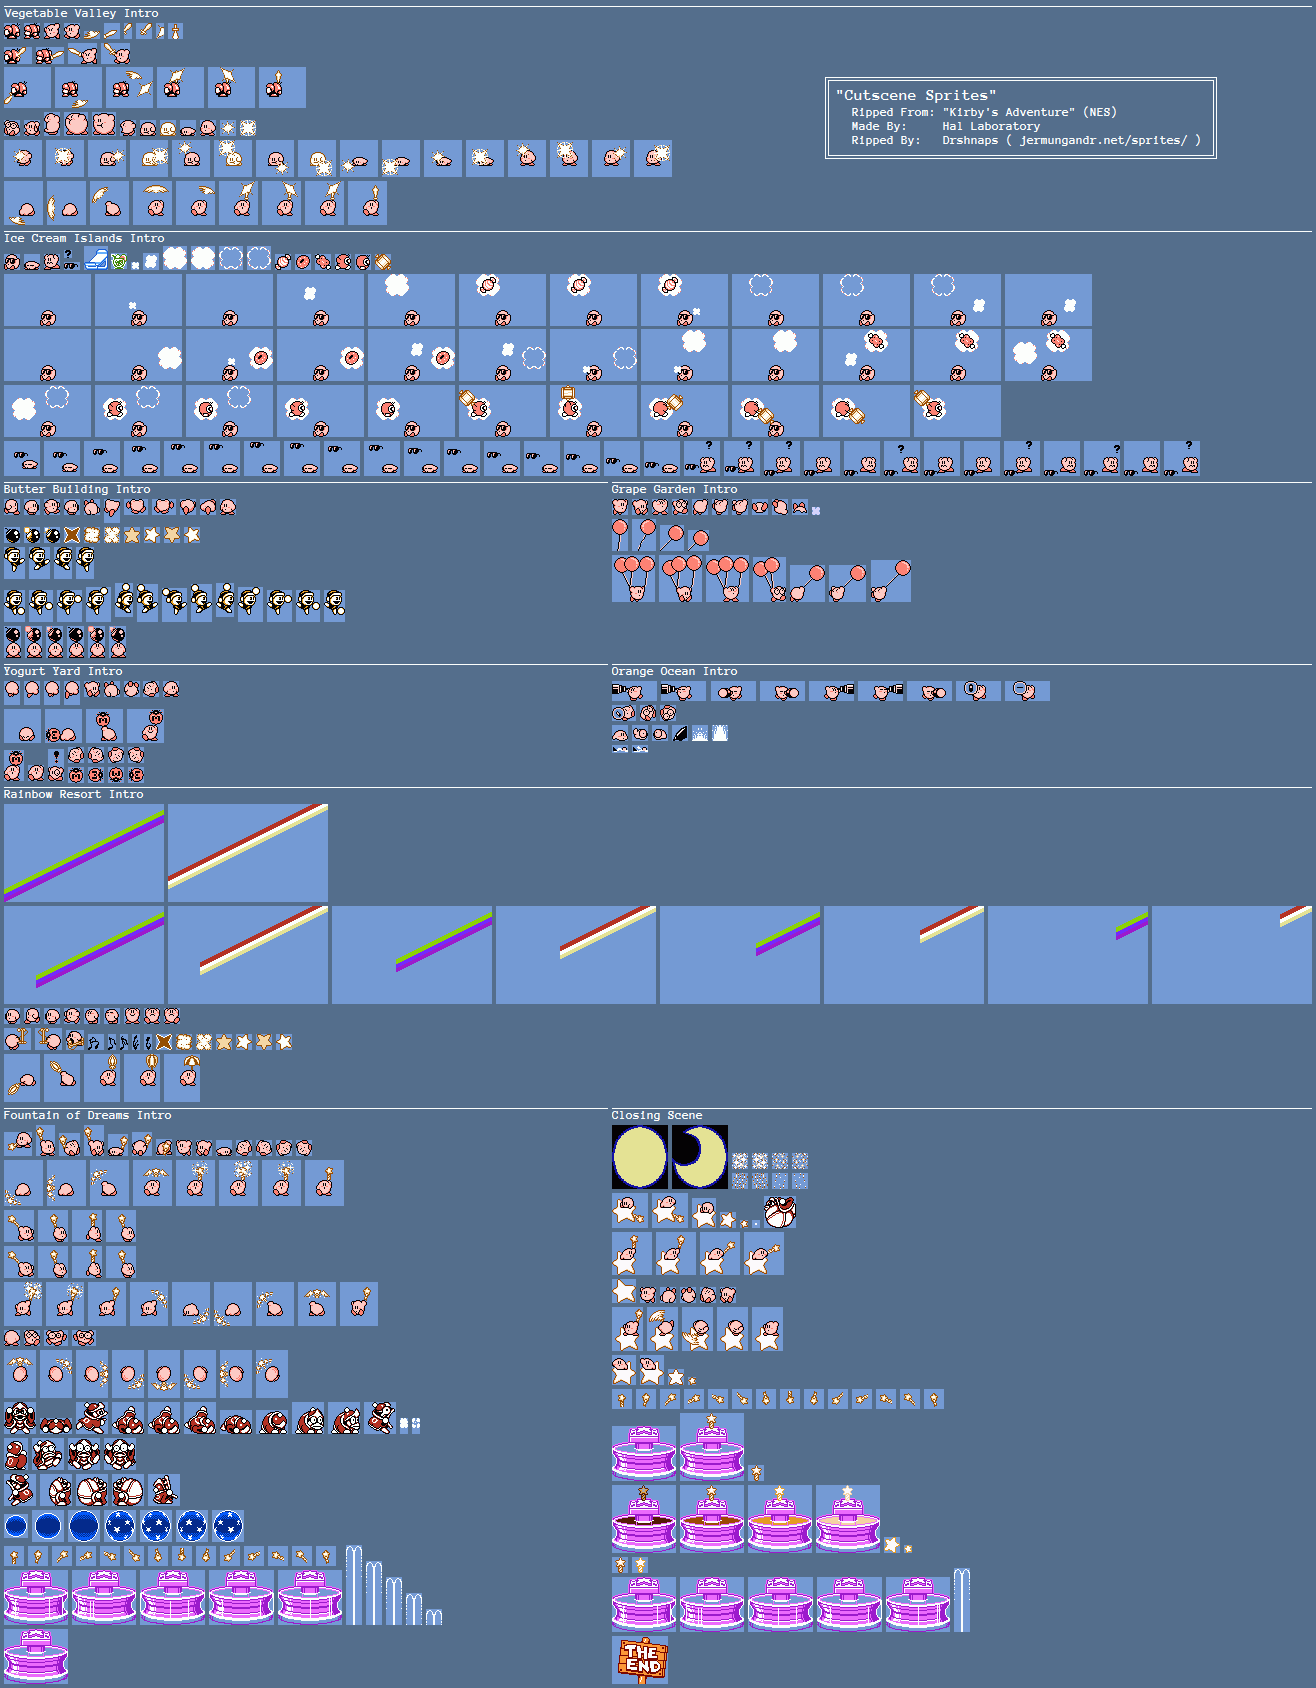 Vegetable Valley Intro
"Cutscene Sprites"
Ripped From: "Kirby's Adventure" (NES)
Made By: Hal Laboratory
Ripped By: Drshnaps ( jermungandr.net/sprites/ )
Ice Cream Islands Intro
?
? ? ? ? ? ? ?
Butter Building Intro
Grape Garden Intro
Yogurt Yard Intro
Orange Ocean Intro
!
Rainbow Resort Intro
Fountain of Dreams Intro
Closing Scene
THE
END